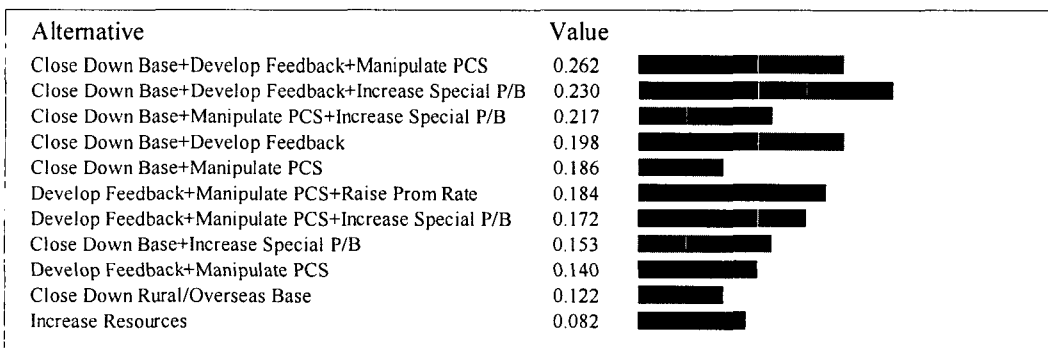 Alternative Value
Close Down Base+Develop Feedback+Manipulate PCS 0.262
Close Down Base+Develop Feedback+Increase Special P/B 0.230
Close Down Base+Manipulate PCS+Increase Special P/B 0.217
Close Down Base+Develop Feedback 0.198
Close Down Base+Manipulate PCS 0.186
Develop Feedback+Manipulate PCS+Raise Prom Rate 0.184
Develop Feedback+Manipulate PCS+Increase Special P/B 0.172
Close Down Base+Increase Special P/B 0.153
Develop Feedback+Manipulate PCS 0.140
Close Down Rural/Overseas Base 0.122
Increase Resources 0.082